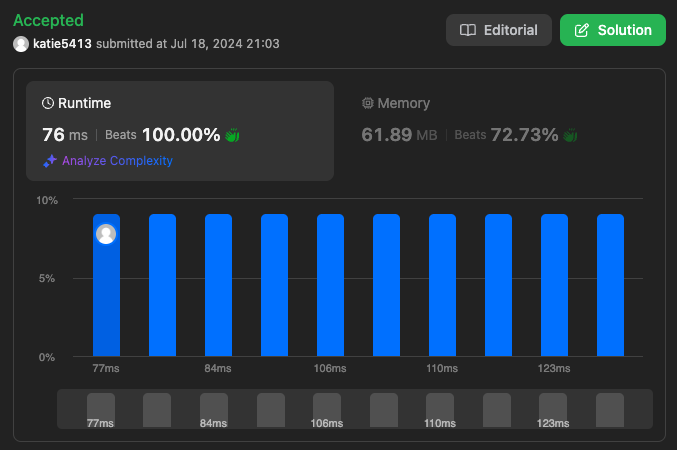 Accepted
katie5413 submitted at Jul 18, 2024 21:03
Editorial
Solution
Runtime
76 ms | Beats 100.00%
Analyze Complexity
Memory
61.89 MB | Beats 72.73%
10%
5%
0%
77ms 84ms 106ms 110ms 123ms
77ms 84ms 106ms 110ms 123ms